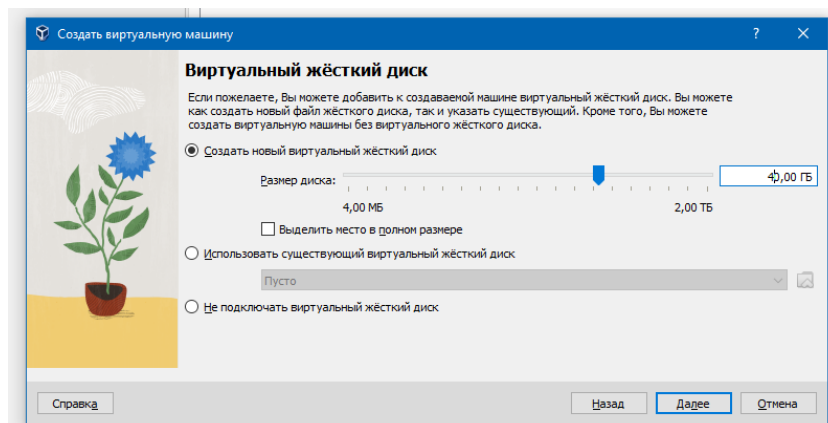 Создать виртуальную машину
Виртуальный жёсткий диск
Если пожелаете, Вы можете добавить к создаваемой машине виртуальный жёсткий диск. Вы можете
как создать новый файл жёсткого диска, так и указать существующий. Кроме того, Вы можете
создать виртуальную машины без виртуального жёсткого диска.
Создать новый виртуальный жёсткий диск
Размер диска:
40,00 ГБ
4,00 МБ 2,00 ТБ
Выделить место в полном размере
Использовать существующий виртуальный жёсткий диск
Пусто
Не подключать виртуальный жёсткий диск
Справка Назад Далее Отмена